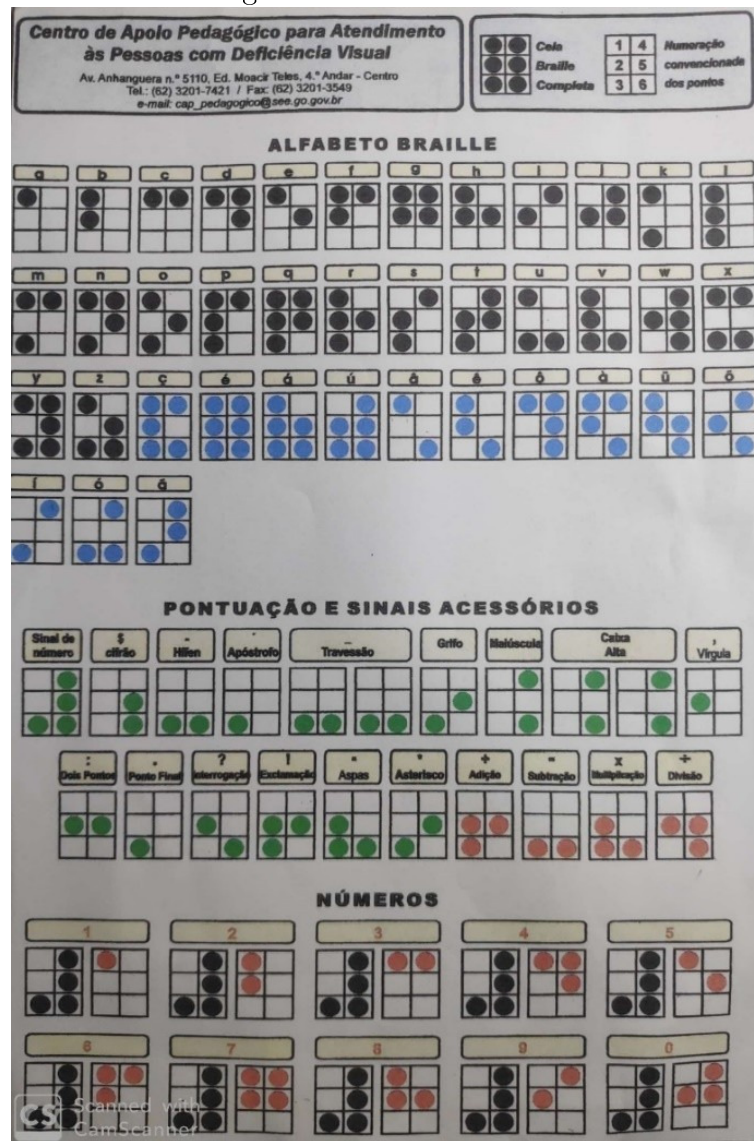 Centro de Apoio Pedagógico para Atendimento
às Pessoas com Deficiência Visual
Av. Anhanguera n.º 5110, Ed. Moacir Teles, 4.º Andar - Centro
Tel.: (62) 3201-7421 / Fax: (62) 3201-3549
e-mail: cap_pedagogico@see.go.gov.br
Cela
Braille
Completa
1 4
2 5
3 6
Numeração
convencionada
dos pontos
ALFABETO BRAILLE
a b c d e f g h i j k l
m n o p q r s t u v w x
y z ç é á ú â ê ô à ü õ
í ó ã
PONTUAÇÃO E SINAIS ACESSÓRIOS
Sinal de número
$ cifrão
- Hífen
' Apóstrofo
_ Travessão
Grifo
Maiúscula
Caixa Alta
, Vírgula
: Dois Pontos
. Ponto Final
? Interrogação
! Exclamação
" Aspas
* Asterisco
+ Adição
- Subtração
x Multiplicação
÷ Divisão
NÚMEROS
1 2 3 4 5
6 7 8 9 0
CS Scanned with
CamScanner